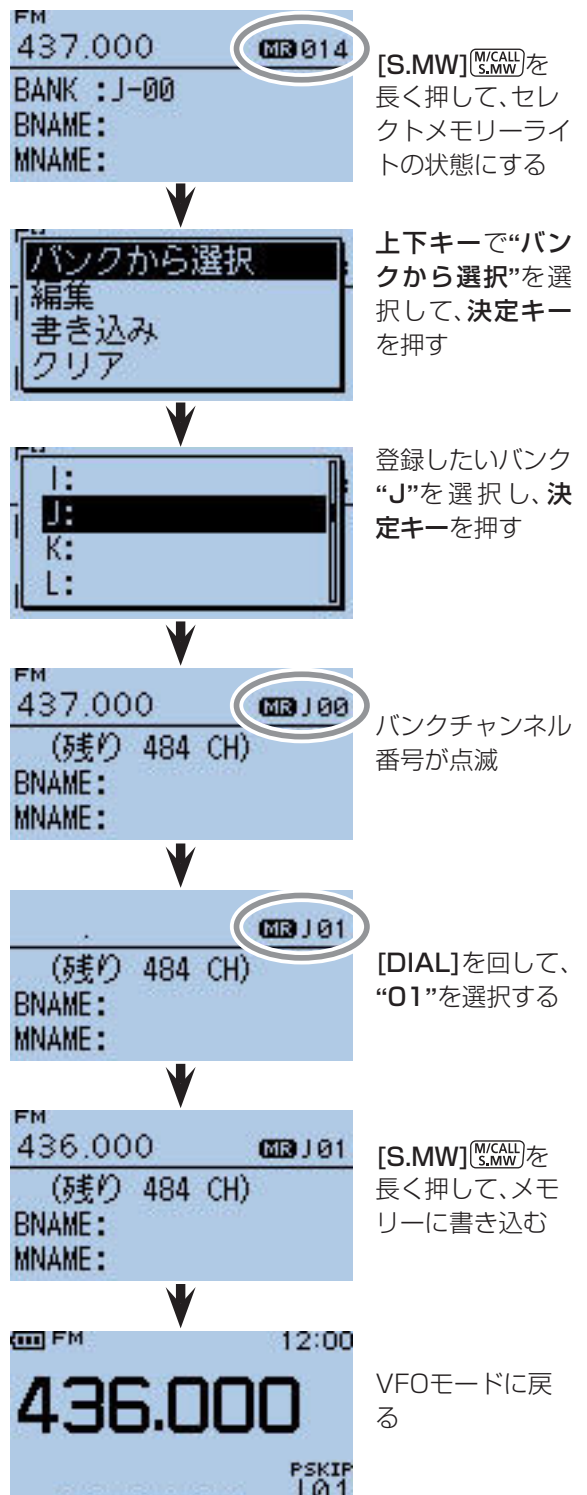 FM
437.000 MR 014
BANK :J-00
BNAME:
MNAME:
[S.MW] M/CALL S.MW を
長く押して、セレ
クトメモリーライ
トの状態にする
バンクから選択
編集
書き込み
クリア
上下キーで“バン
クから選択”を選
択して、決定キー
を押す
I:
J:
K:
L:
登録したいバンク
“J”を選択し、決
定キーを押す
FM
437.000 MR J00
(残り 484 CH)
BNAME:
MNAME:
バンクチャンネル
番号が点滅
. MR J01
(残り 484 CH)
BNAME:
MNAME:
[DIAL]を回して、
“01”を選択する
FM
436.000 MR J01
(残り 484 CH)
BNAME:
MNAME:
[S.MW] M/CALL S.MW を
長く押して、メモ
リーに書き込む
FM 12:00
436.000
PSKIP
J01
VFOモードに戻
る